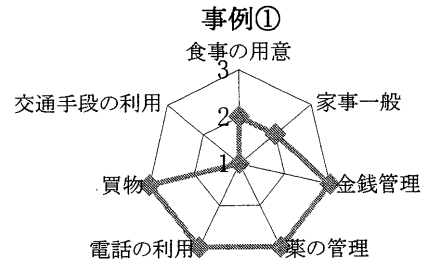 事例①
食事の用意
3
交通手段の利用
家事一般
2
1
買物
金銭管理
電話の利用
薬の管理